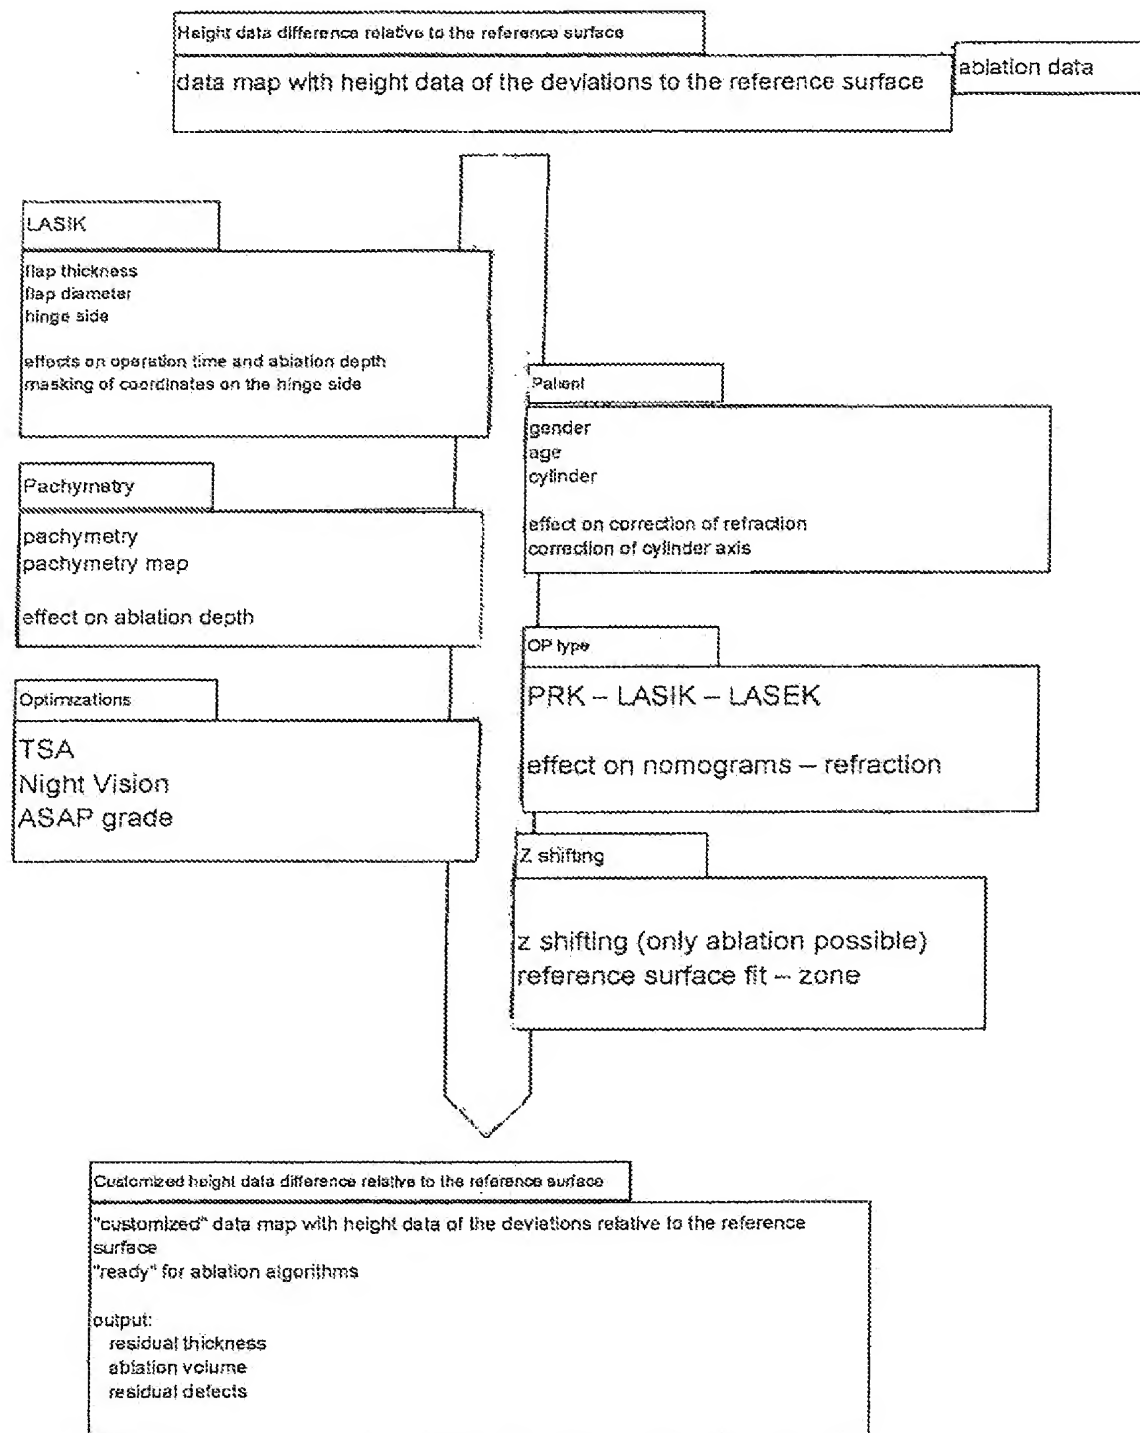 Height data difference relative to the reference surface
data map with height data of the deviations to the reference surface
ablation data
LASIK
flap thickness
flap diameter
hinge side
effects on operation time and ablation depth
masking of coordinates on the hinge side
Patient
gender
age
cylinder
effect on correction of refraction
correction of cylinder axis
Pachymetry
pachymetry
pachymetry map
effect on ablation depth
OP type
PRK – LASIK – LASEK
effect on nomograms – refraction
Optimizations
TSA
Night Vision
ASAP grade
Z shifting
z shifting (only ablation possible)
reference surface fit – zone
Customized height data difference relative to the reference surface
"customized" data map with height data of the deviations relative to the reference
surface
"ready" for ablation algorithms
output:
residual thickness
ablation volume
residual defects